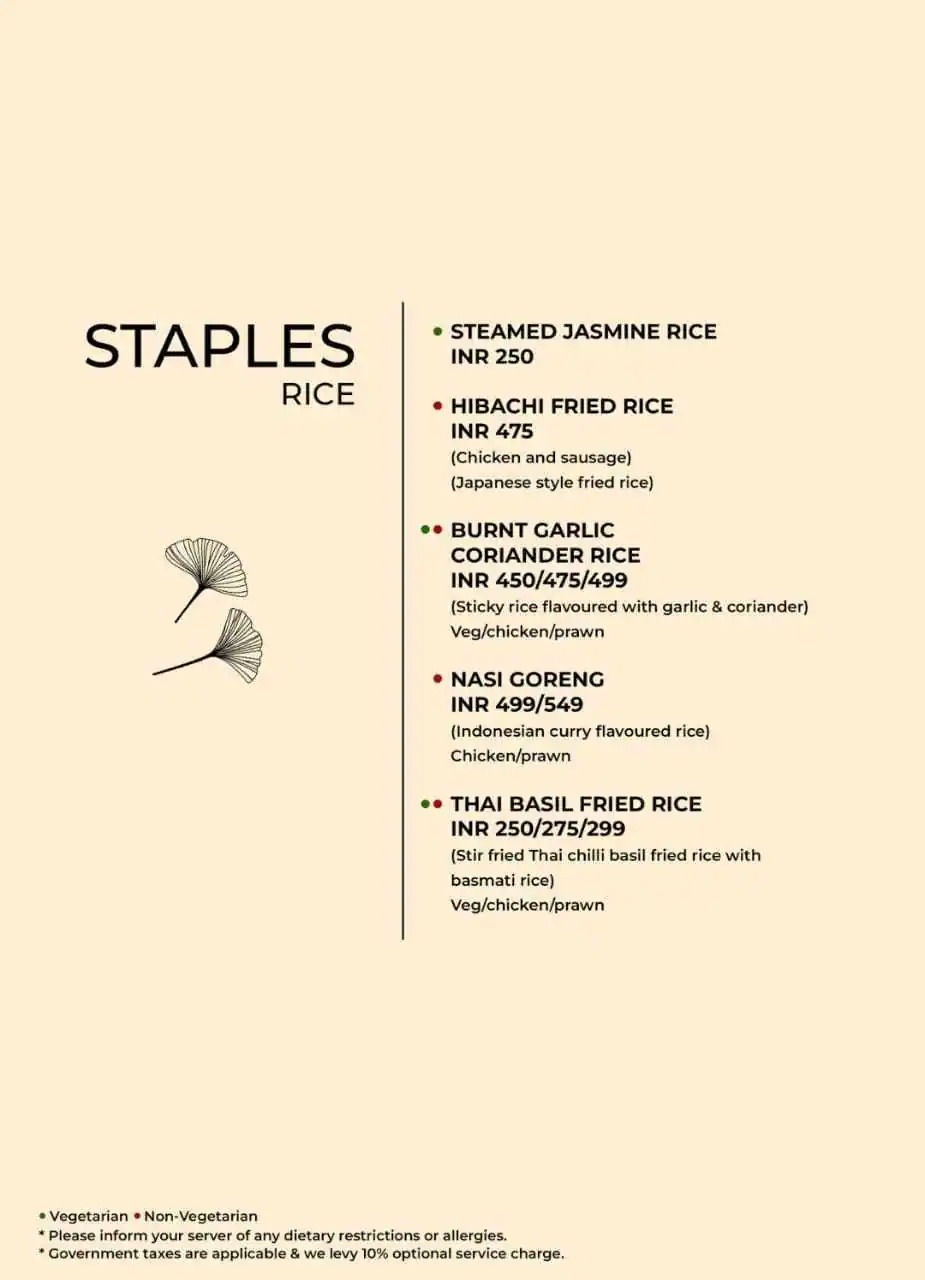 STAPLES
RICE
STEAMED JASMINE RICE
INR 250
HIBACHI FRIED RICE
INR 475
(Chicken and sausage)
(Japanese style fried rice)
BURNT GARLIC
CORIANDER RICE
INR 450/475/499
(Sticky rice flavoured with garlic & coriander)
Veg/chicken/prawn
NASI GORENG
INR 499/549
(Indonesian curry flavoured rice)
Chicken/prawn
THAI BASIL FRIED RICE
INR 250/275/299
(Stir fried Thai chilli basil fried rice with
basmati rice)
Veg/chicken/prawn
• Vegetarian • Non-Vegetarian
* Please inform your server of any dietary restrictions or allergies.
* Government taxes are applicable & we levy 10% optional service charge.